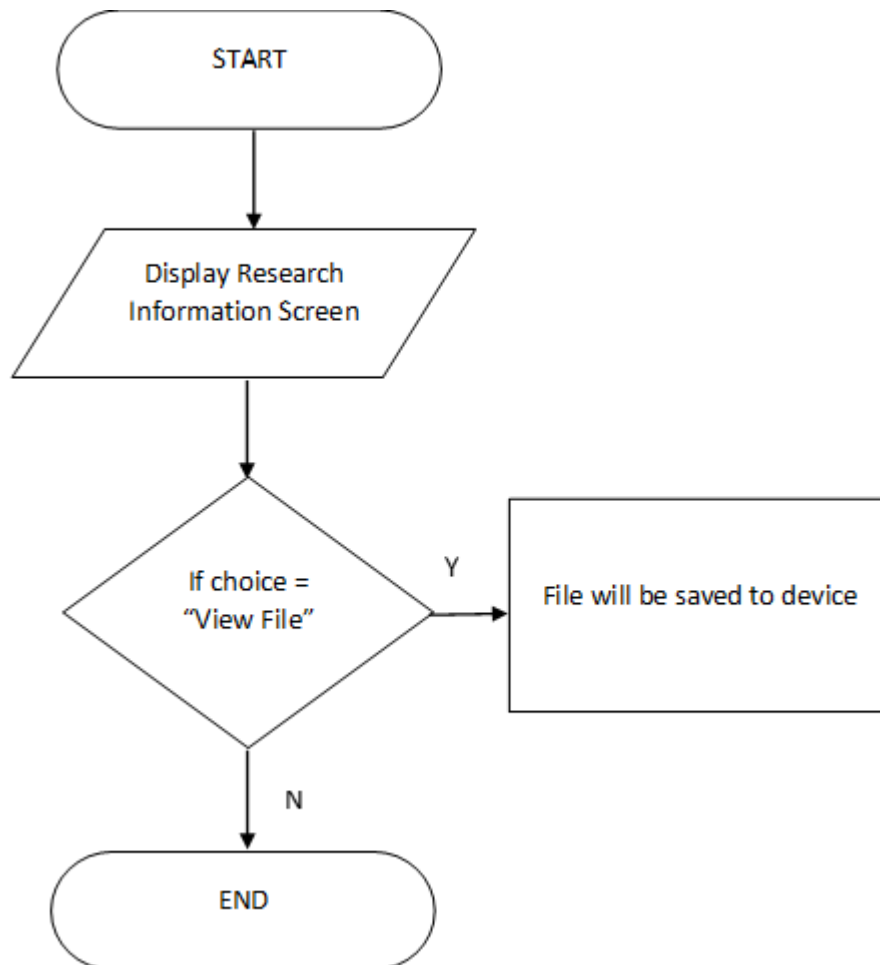 START
Display Research
Information Screen
If choice =
“View File”
Y
File will be saved to device
N
END